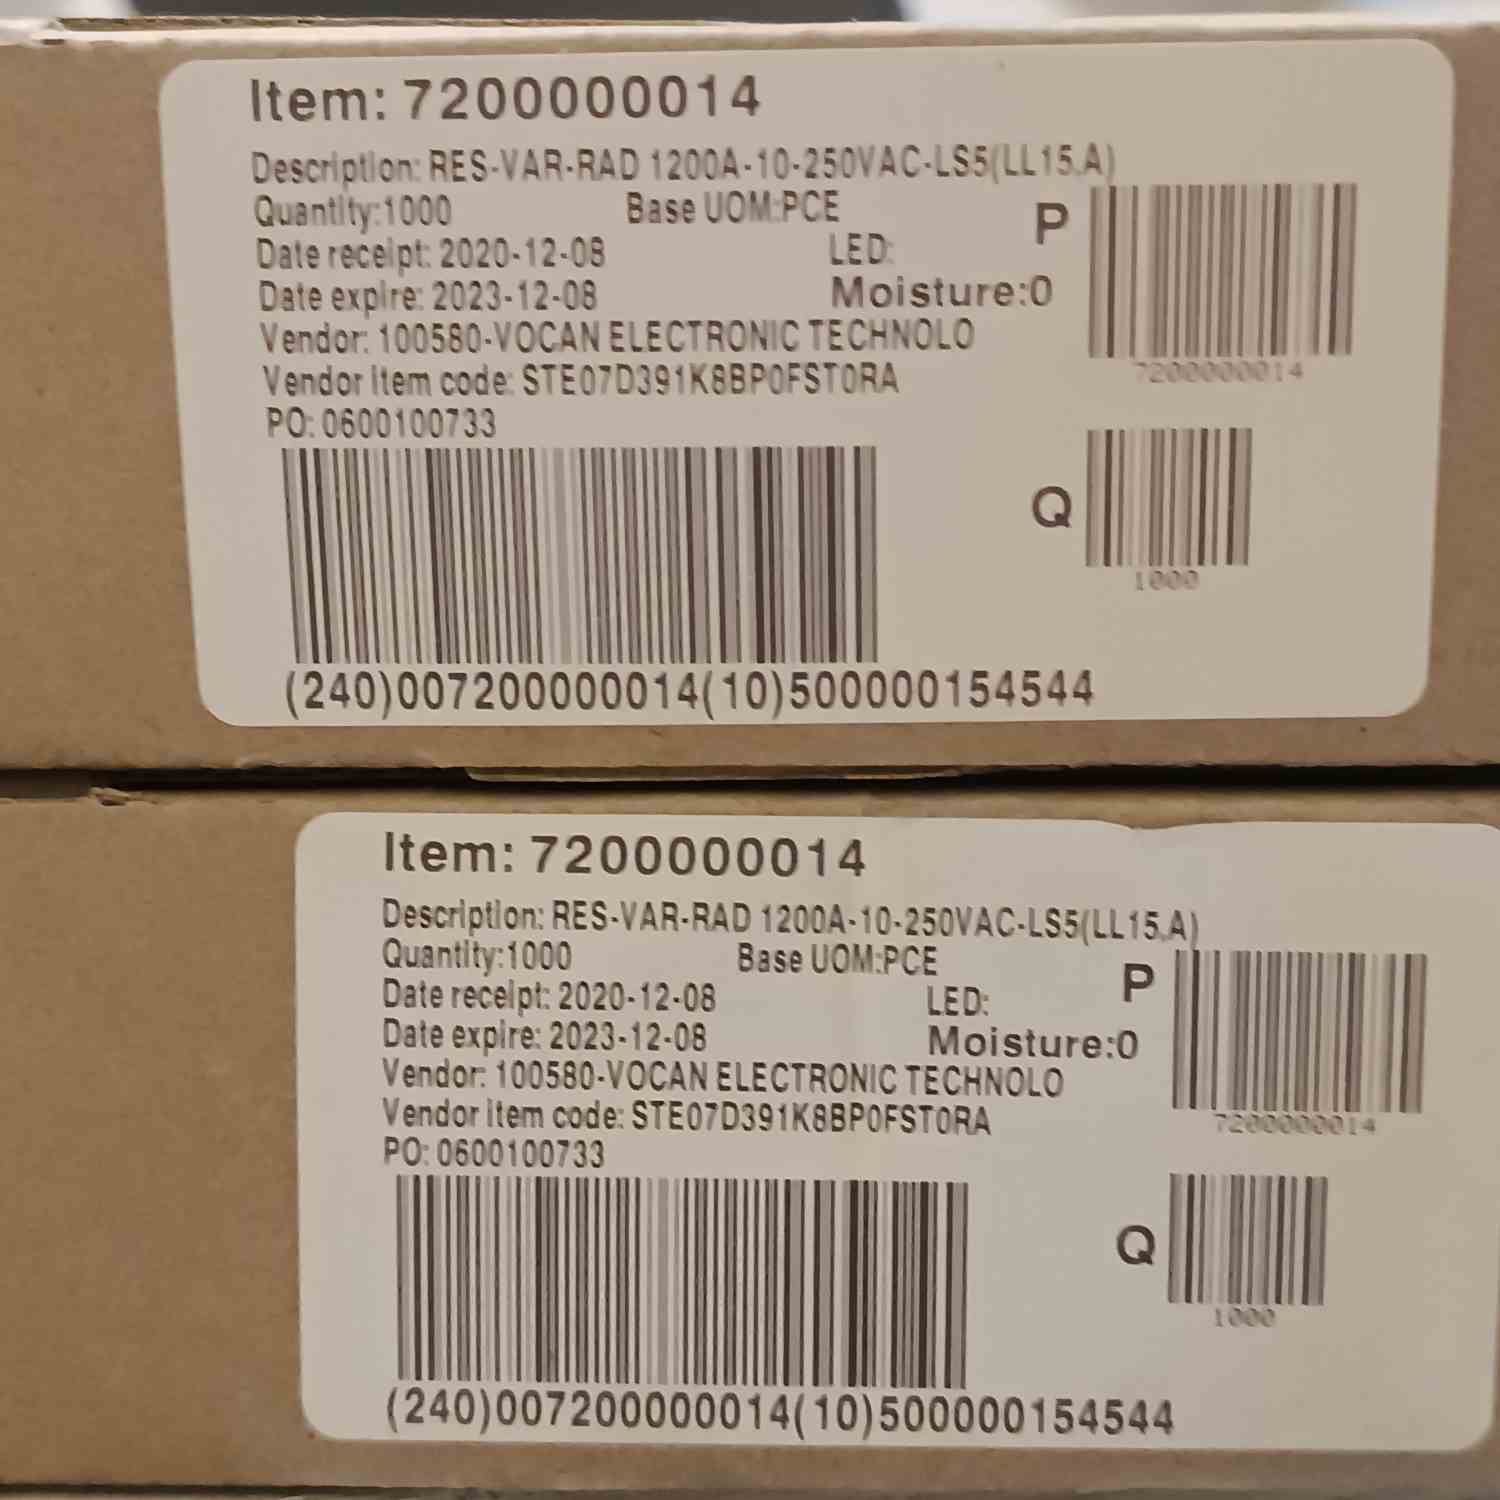 Item: 7200000014
Description: RES-VAR-RAD 1200A-10-250VAC-LS5(LL15.A)
Quantity:1000 Base UOM:PCE
Date receipt: 2020-12-08 LED:
Date expire: 2023-12-08 Moisture:0
Vendor: 100580-VOCAN ELECTRONIC TECHNOLO
Vendor item code: STE07D391K8BP0FST0RA
PO: 0600100733
P
7200000014
Q
1000
(240)007200000014(10)500000154544
Item: 7200000014
Description: RES-VAR-RAD 1200A-10-250VAC-LS5(LL15.A)
Quantity:1000 Base UOM:PCE
Date receipt: 2020-12-08 LED:
Date expire: 2023-12-08 Moisture:0
Vendor: 100580-VOCAN ELECTRONIC TECHNOLO
Vendor item code: STE07D391K8BP0FST0RA
PO: 0600100733
P
7200000014
Q
1000
(240)007200000014(10)500000154544